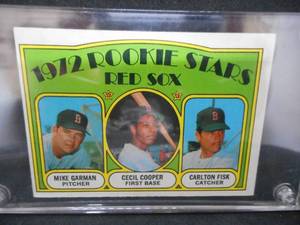 1972 ROOKIE STARS
RED SOX
MIKE GARMAN
PITCHER
CECIL COOPER
FIRST BASE
CARLTON FISK
CATCHER